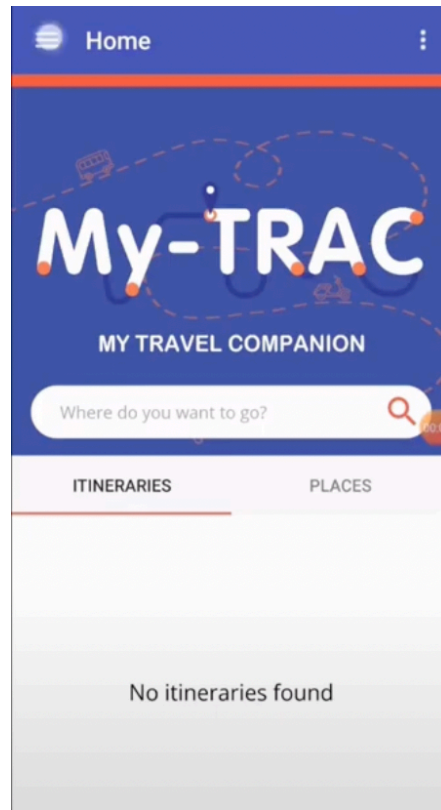 Home
My-TRAC
MY TRAVEL COMPANION
Where do you want to go?
ITINERARIES PLACES
No itineraries found